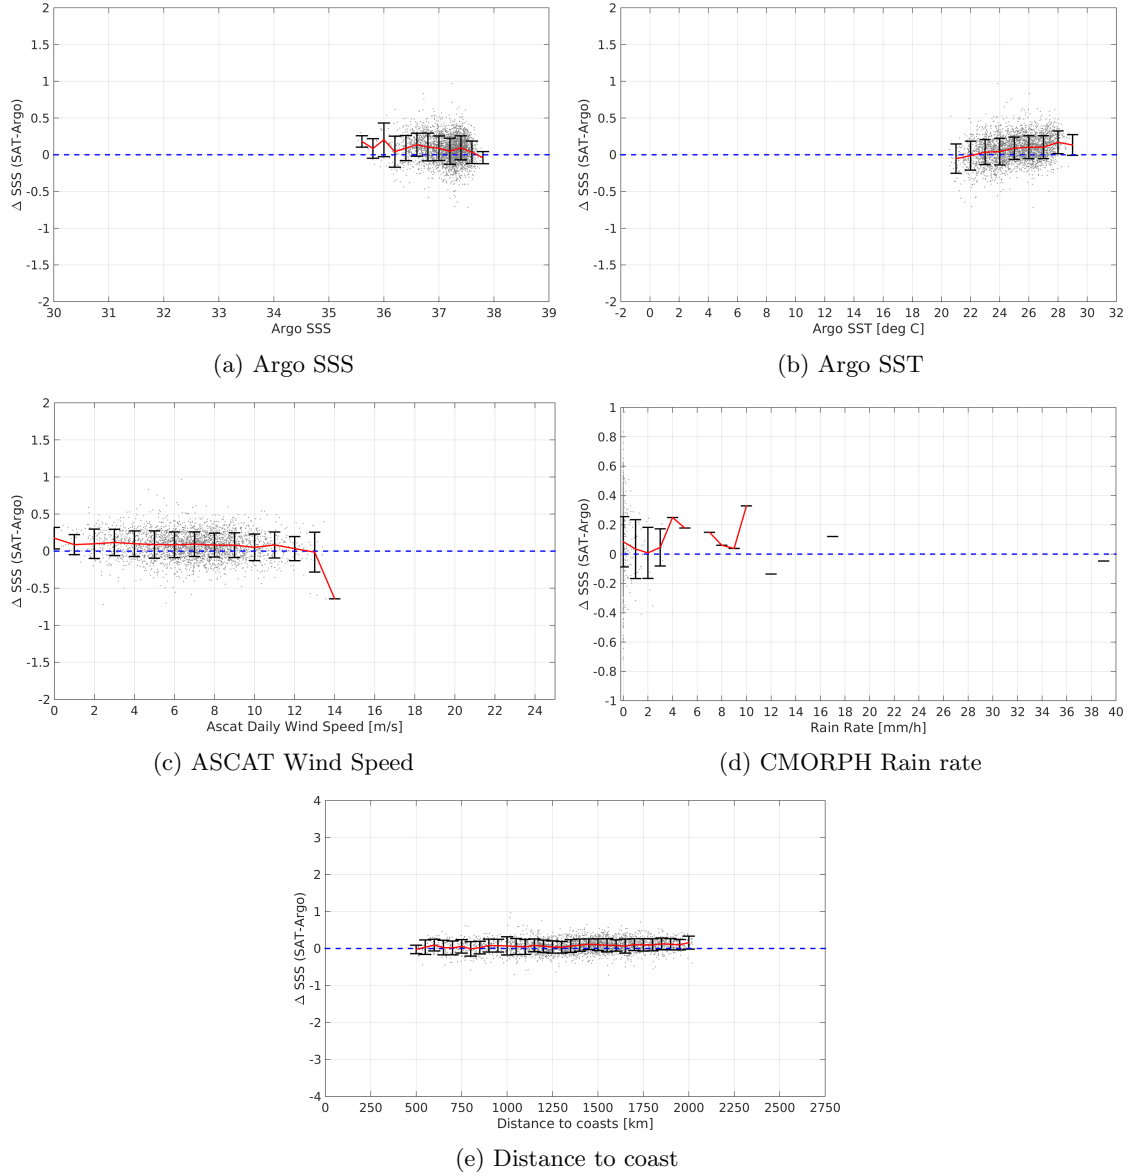 2
1.5
1
0.5
0
-0.5
-1
-1.5
-2
Δ SSS (SAT-Argo)
30 31 32 33 34 35 36 37 38 39
Argo SSS
(a) Argo SSS
2
1.5
1
0.5
0
-0.5
-1
-1.5
-2
Δ SSS (SAT-Argo)
-2 0 2 4 6 8 10 12 14 16 18 20 22 24 26 28 30 32
Argo SST [deg C]
(b) Argo SST
2
1.5
1
0.5
0
-0.5
-1
-1.5
-2
Δ SSS (SAT-Argo)
0 2 4 6 8 10 12 14 16 18 20 22 24
Ascat Daily Wind Speed [m/s]
(c) ASCAT Wind Speed
1
0.8
0.6
0.4
0.2
0
-0.2
-0.4
-0.6
-0.8
-1
Δ SSS (SAT-Argo)
0 2 4 6 8 10 12 14 16 18 20 22 24 26 28 30 32 34 36 38 40
Rain Rate [mm/h]
(d) CMORPH Rain rate
4
3
2
1
0
-1
-2
-3
-4
Δ SSS (SAT-Argo)
0 250 500 750 1000 1250 1500 1750 2000 2250 2500 2750
Distance to coasts [km]
(e) Distance to coast